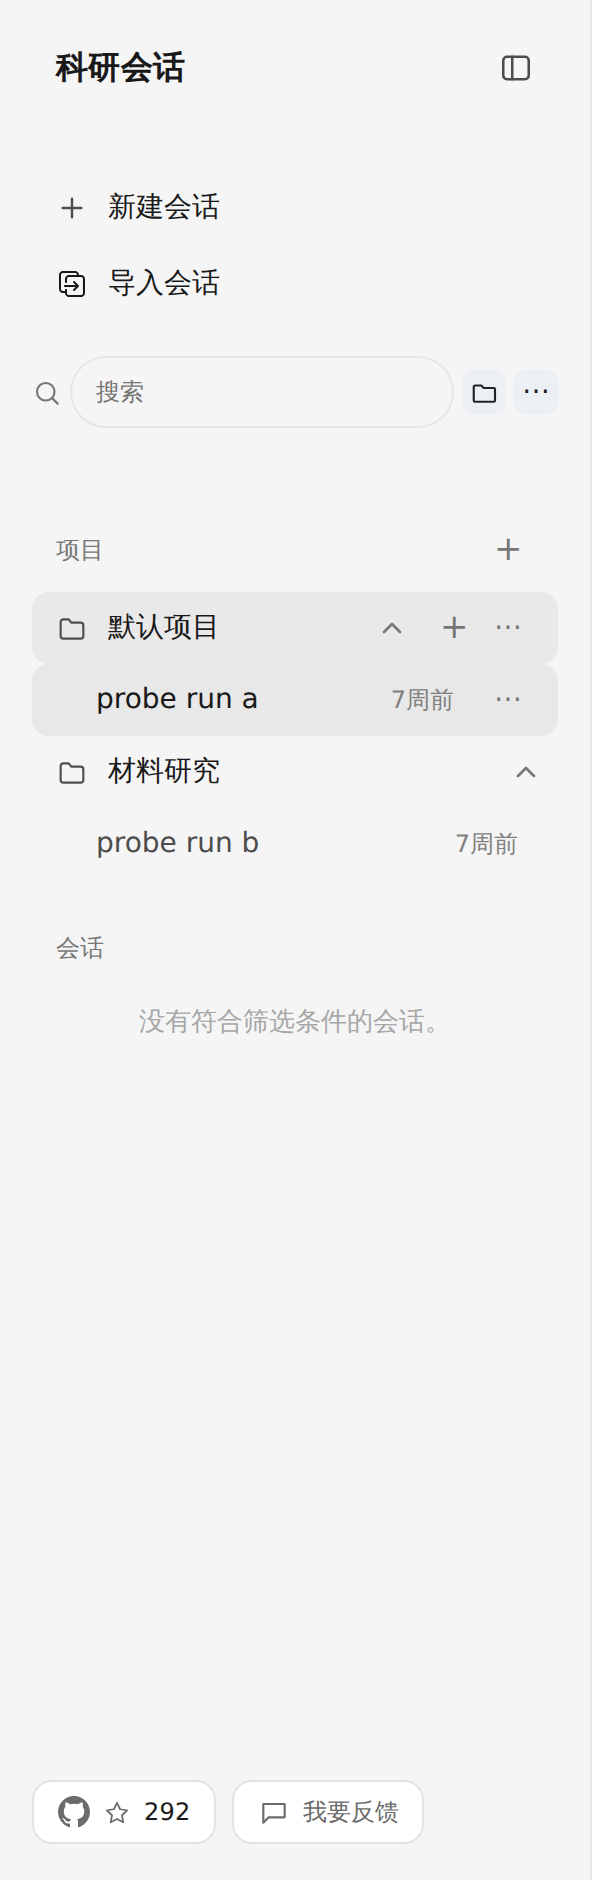 科研会话
新建会话
导入会话
搜索
项目
默认项目
probe run a 7周前
材料研究
probe run b 7周前
会话
没有符合筛选条件的会话。
292 我要反馈